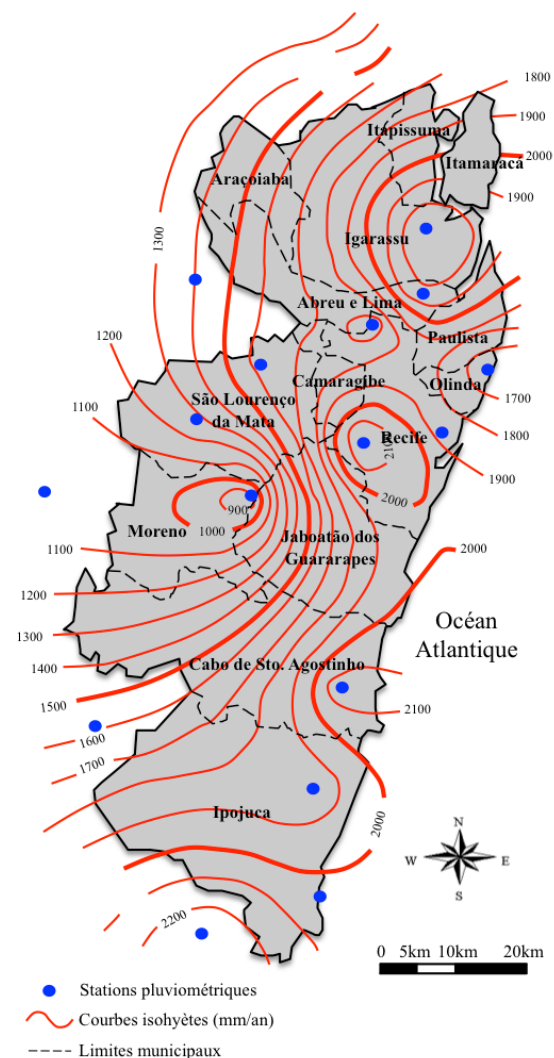 1800
1900
Itapissuma
2000
Itamaracá
Araçoiaba
1900
1300
Igarassu
Abreu e Lima
1200
Paulista
Camaragibe
Olinda
1100
São Lourenço
da Mata
1700
Recife
1800
2100
1900
900
2000
1000
Moreno
Jaboatão dos
Guararapes
1100
2000
1200
Océan
Atlantique
1300
1400
Cabo de Sto. Agostinho
1500
2100
1600
1700
Ipojuca
2000
N
W E
S
2200
0 5km 10km 20km
Stations pluviométriques
Courbes isohyètes (mm/an)
Limites municipaux